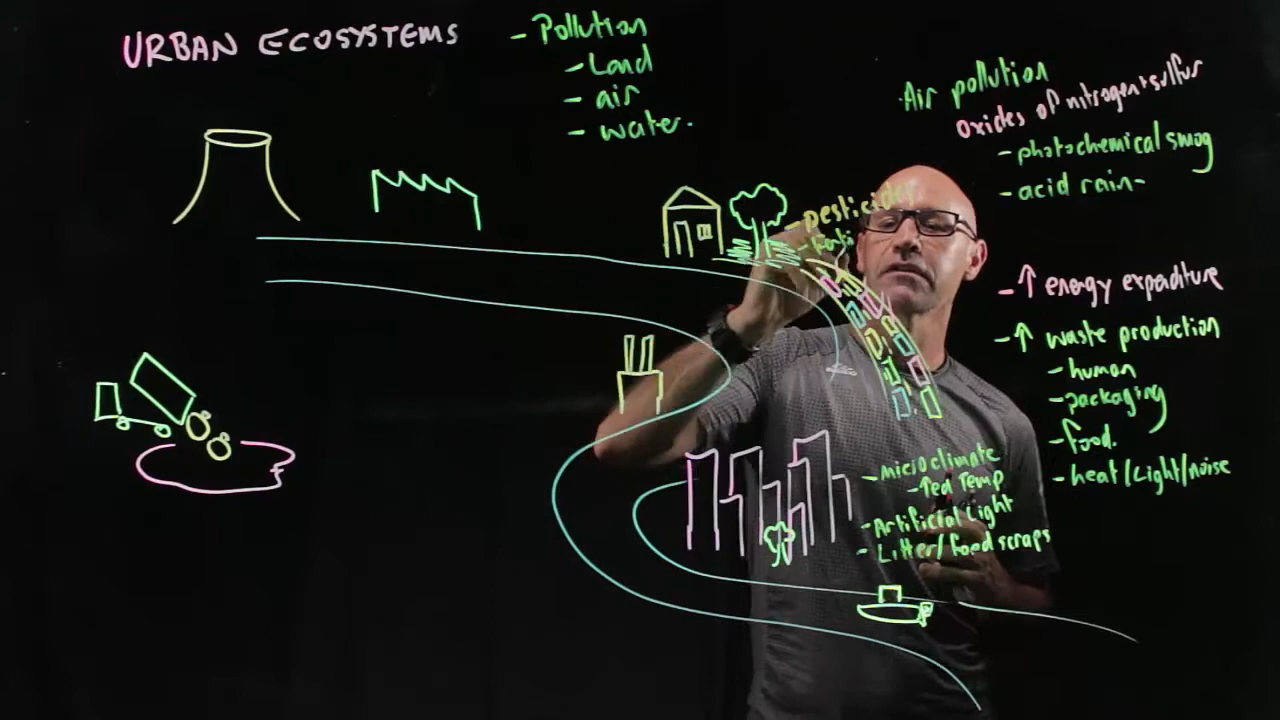 URBAN ECOSYSTEMS
- Pollution
- Land
- air
- water.
Air pollution
oxides of nitrogen + sulfur
- photochemical smog
- acid rain-
- pesticides
- ferti
- ↑ energy expenditure
- ↑ waste production
- human
- packaging
- food.
- heat/Light/noise
- microclimate
- ↑ed Temp
- Artificial Light
- Litter/food scraps